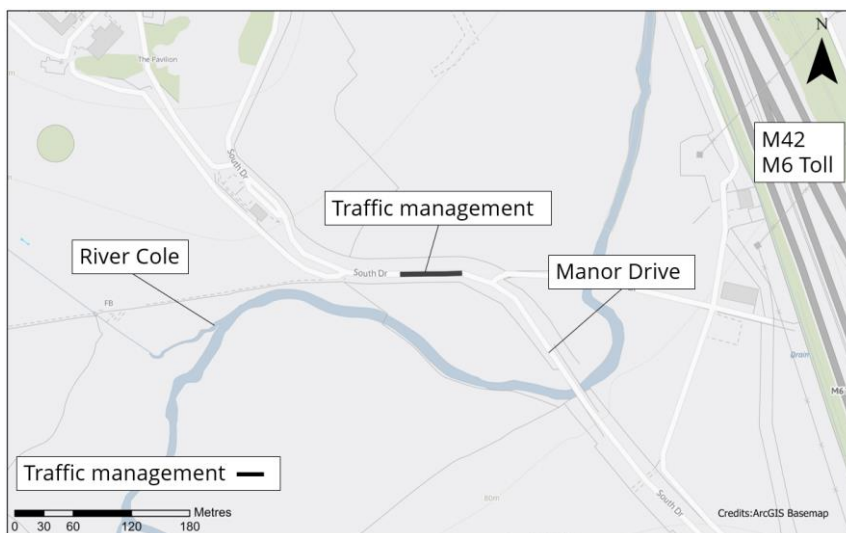 N
The Pavilion
M42
M6 Toll
South Dr
Traffic management
River Cole
South Dr
Manor Drive
FB
Drain
M6
Traffic management
80m
South Dr
Metres
0 30 60 120 180
Credits:ArcGIS Basemap